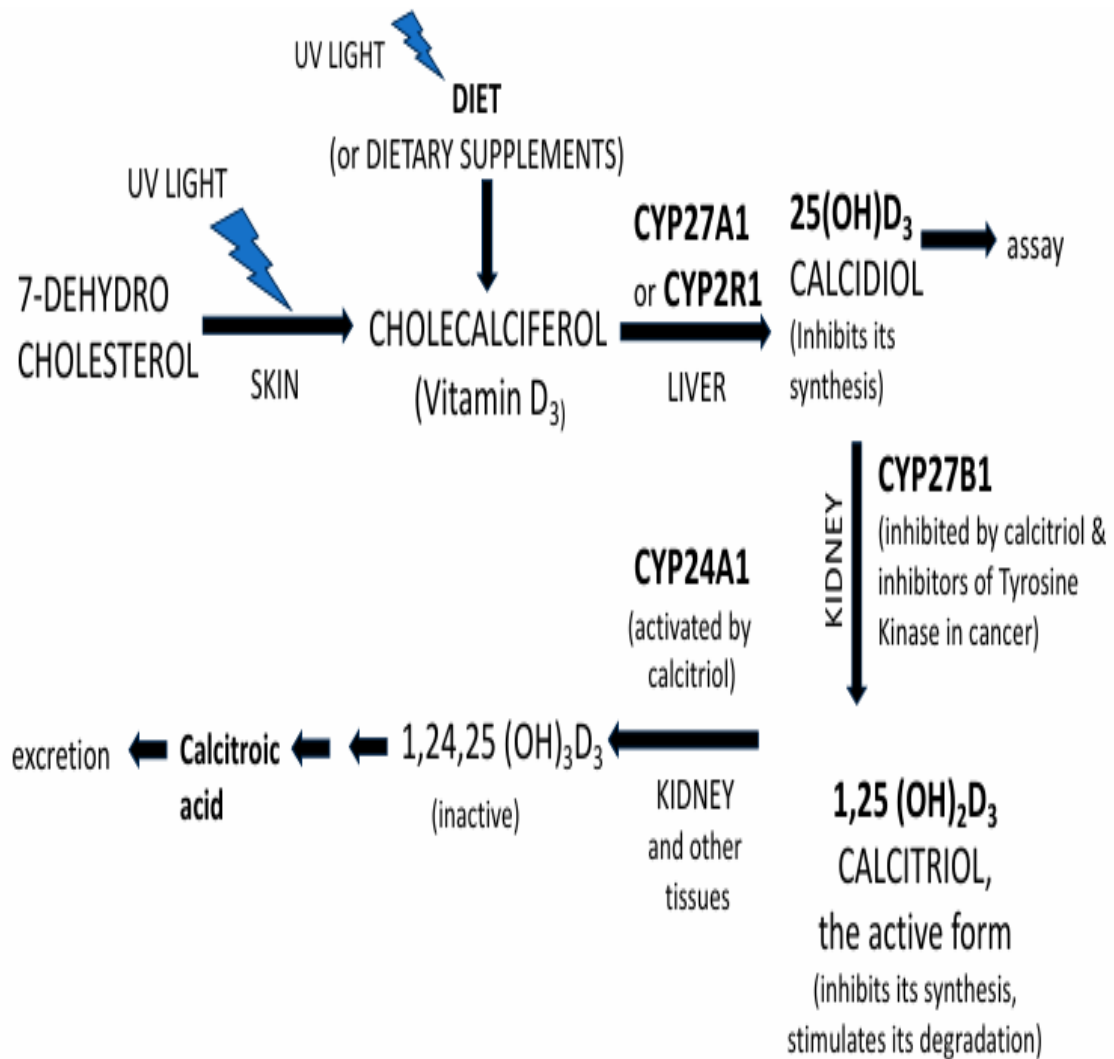 UV LIGHT
DIET
(or DIETARY SUPPLEMENTS)
UV LIGHT
7-DEHYDRO
CHOLESTEROL
SKIN
CHOLECALCIFEROL
(Vitamin D₃)
CYP27A1
or CYP2R1
LIVER
25(OH)D₃
CALCIDIOL
(Inhibits its
synthesis)
assay
KIDNEY
CYP27B1
(inhibited by calcitriol &
inhibitors of Tyrosine
Kinase in cancer)
1,25 (OH)₂D₃
CALCITRIOL,
the active form
(inhibits its synthesis,
stimulates its degradation)
CYP24A1
(activated by
calcitriol)
KIDNEY
and other
tissues
1,24,25 (OH)₃D₃
(inactive)
Calcitroic
acid
excretion